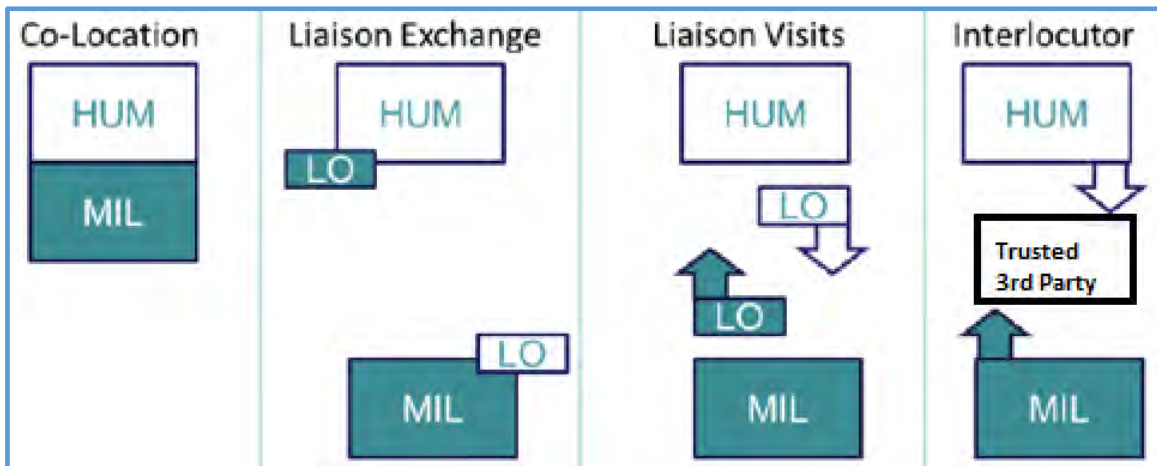 Co-Location
HUM
MIL
Liaison Exchange
HUM
LO
LO
MIL
Liaison Visits
HUM
LO
LO
MIL
Interlocutor
HUM
Trusted
3rd Party
MIL